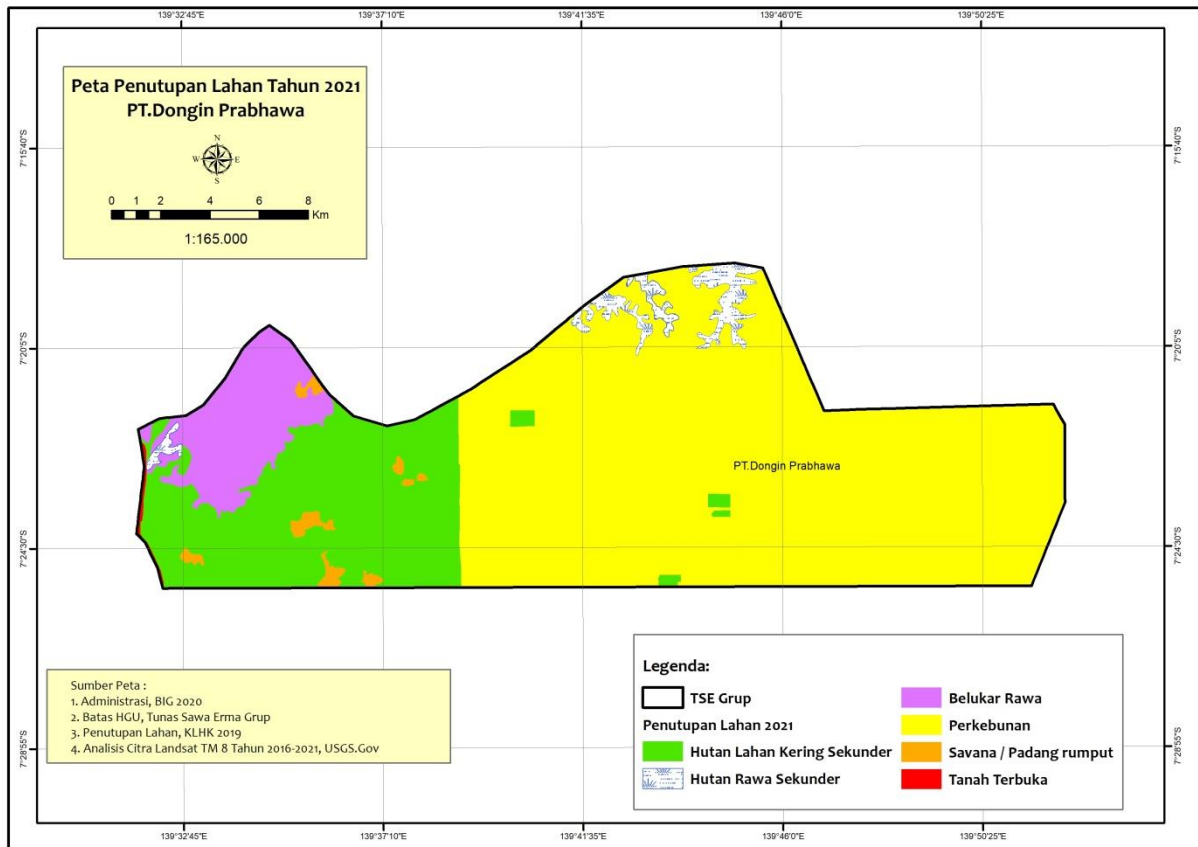 139°32'45"E 139°37'10"E 139°41'35"E 139°46'0"E 139°50'25"E
Peta Penutupan Lahan Tahun 2021
PT.Dongin Prabhawa
N
W E
S
0 1 2 4 6 8
Km
1:165.000
7°15'40"S 7°15'40"S
7°20'5"S 7°20'5"S
PT.Dongin Prabhawa
7°24'30"S 7°24'30"S
Sumber Peta :
1. Administrasi, BIG 2020
2. Batas HGU, Tunas Sawa Erma Grup
3. Penutupan Lahan, KLHK 2019
4. Analisis Citra Landsat TM 8 Tahun 2016-2021, USGS.Gov
Legenda:
TSE Grup
Penutupan Lahan 2021
Hutan Lahan Kering Sekunder
Hutan Rawa Sekunder
Belukar Rawa
Perkebunan
Savana / Padang rumput
Tanah Terbuka
7°28'55"S 7°28'55"S
139°32'45"E 139°37'10"E 139°41'35"E 139°46'0"E 139°50'25"E